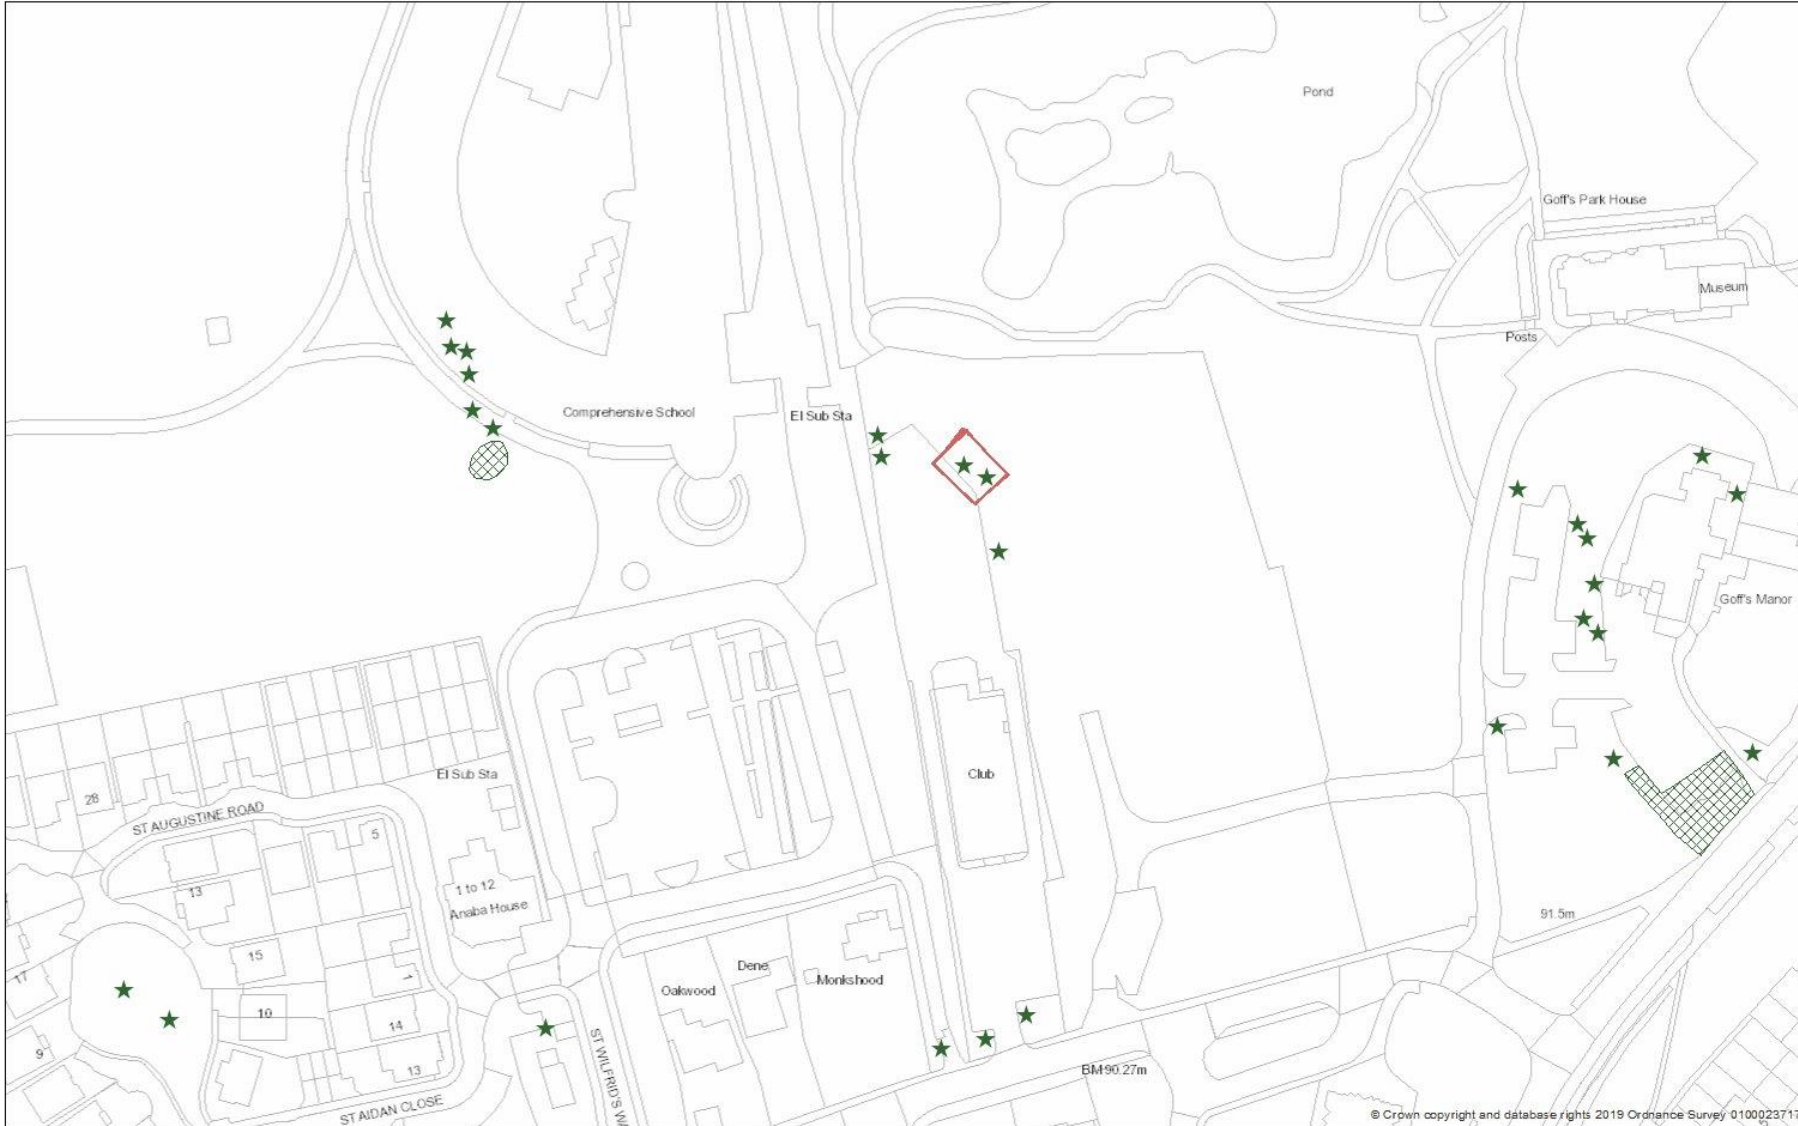 Pond
Goff's Park House
Museum
Posts
Comprehensive School
El Sub Sta
Goff's Manor
El Sub Sta
Club
28
ST AUGUSTINE ROAD
5
13
1 to 12
Anaba House
91.5m
15
1
17
Dene
Oakwood
Monkshood
10
14
9
13
BM 90.27m
ST WILFRID'S WA
ST AIDAN CLOSE
© Crown copyright and database rights 2019 Ordnance Survey 0100023717